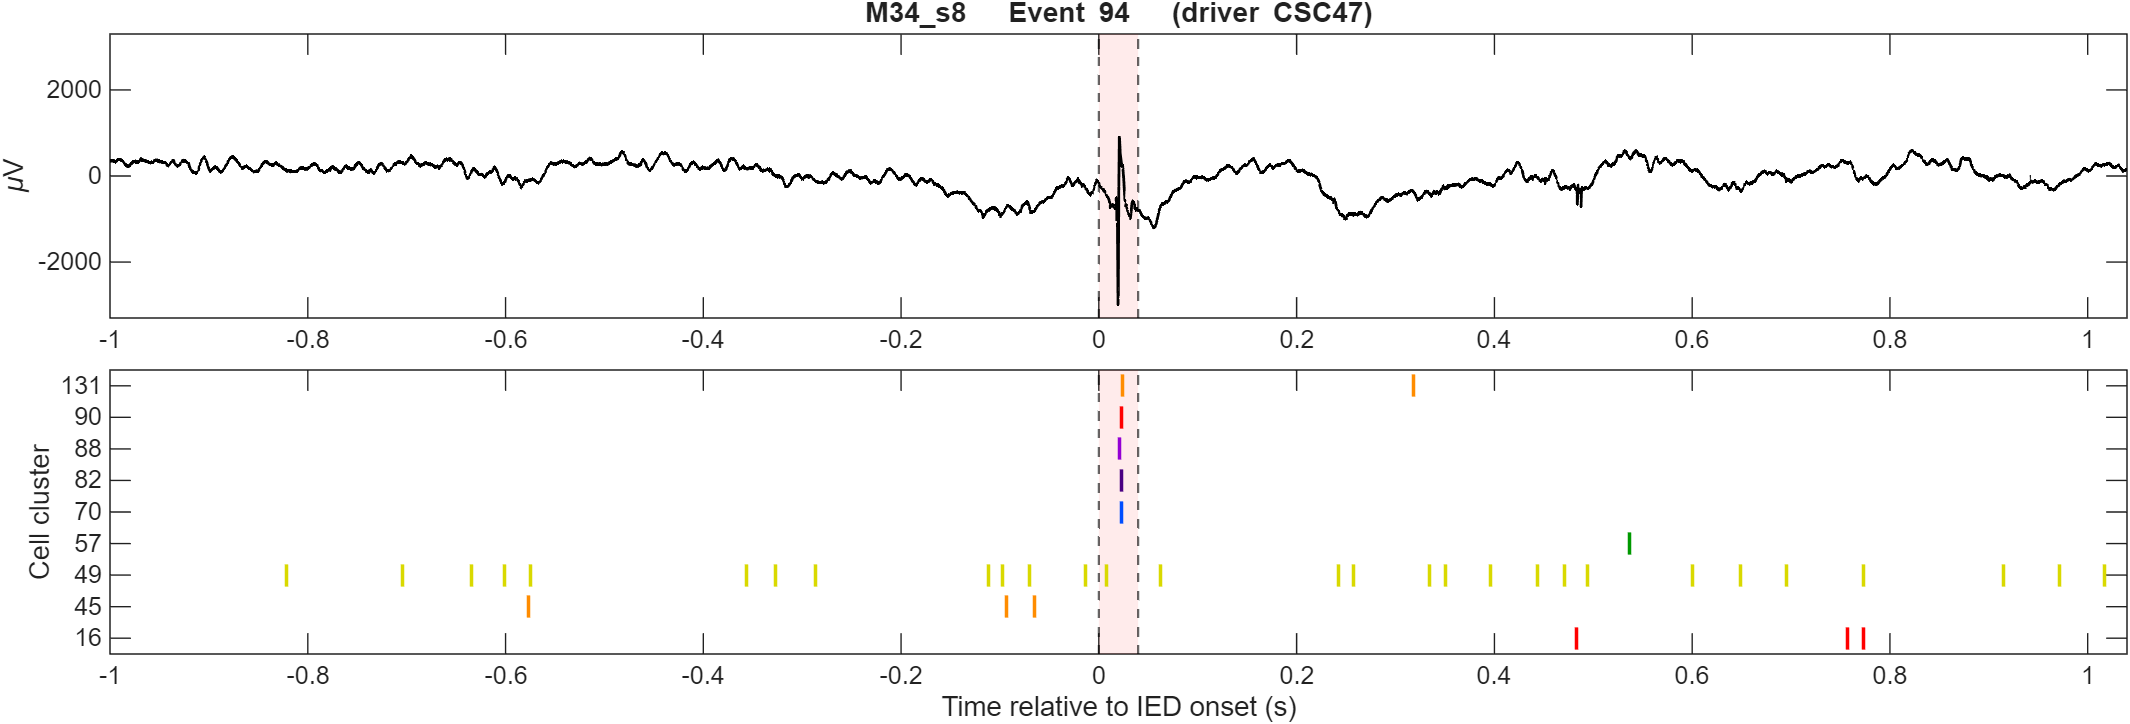 M34_s8 Event 94 (driver CSC47)
µV
2000
0
-2000
-1 -0.8 -0.6 -0.4 -0.2 0 0.2 0.4 0.6 0.8 1
Cell cluster
131
90
88
82
70
57
49
45
16
-1 -0.8 -0.6 -0.4 -0.2 0 0.2 0.4 0.6 0.8 1
Time relative to IED onset (s)